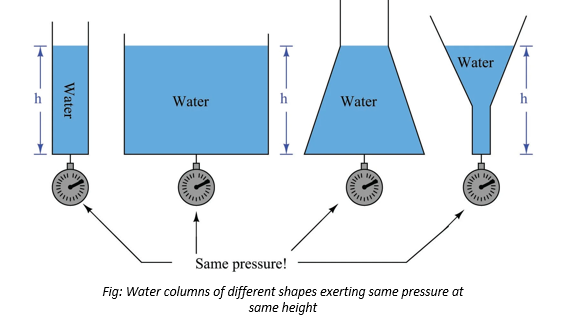 h
Water
Water
h
Water
Water
h
Same pressure!
Fig: Water columns of different shapes exerting same pressure at
same height